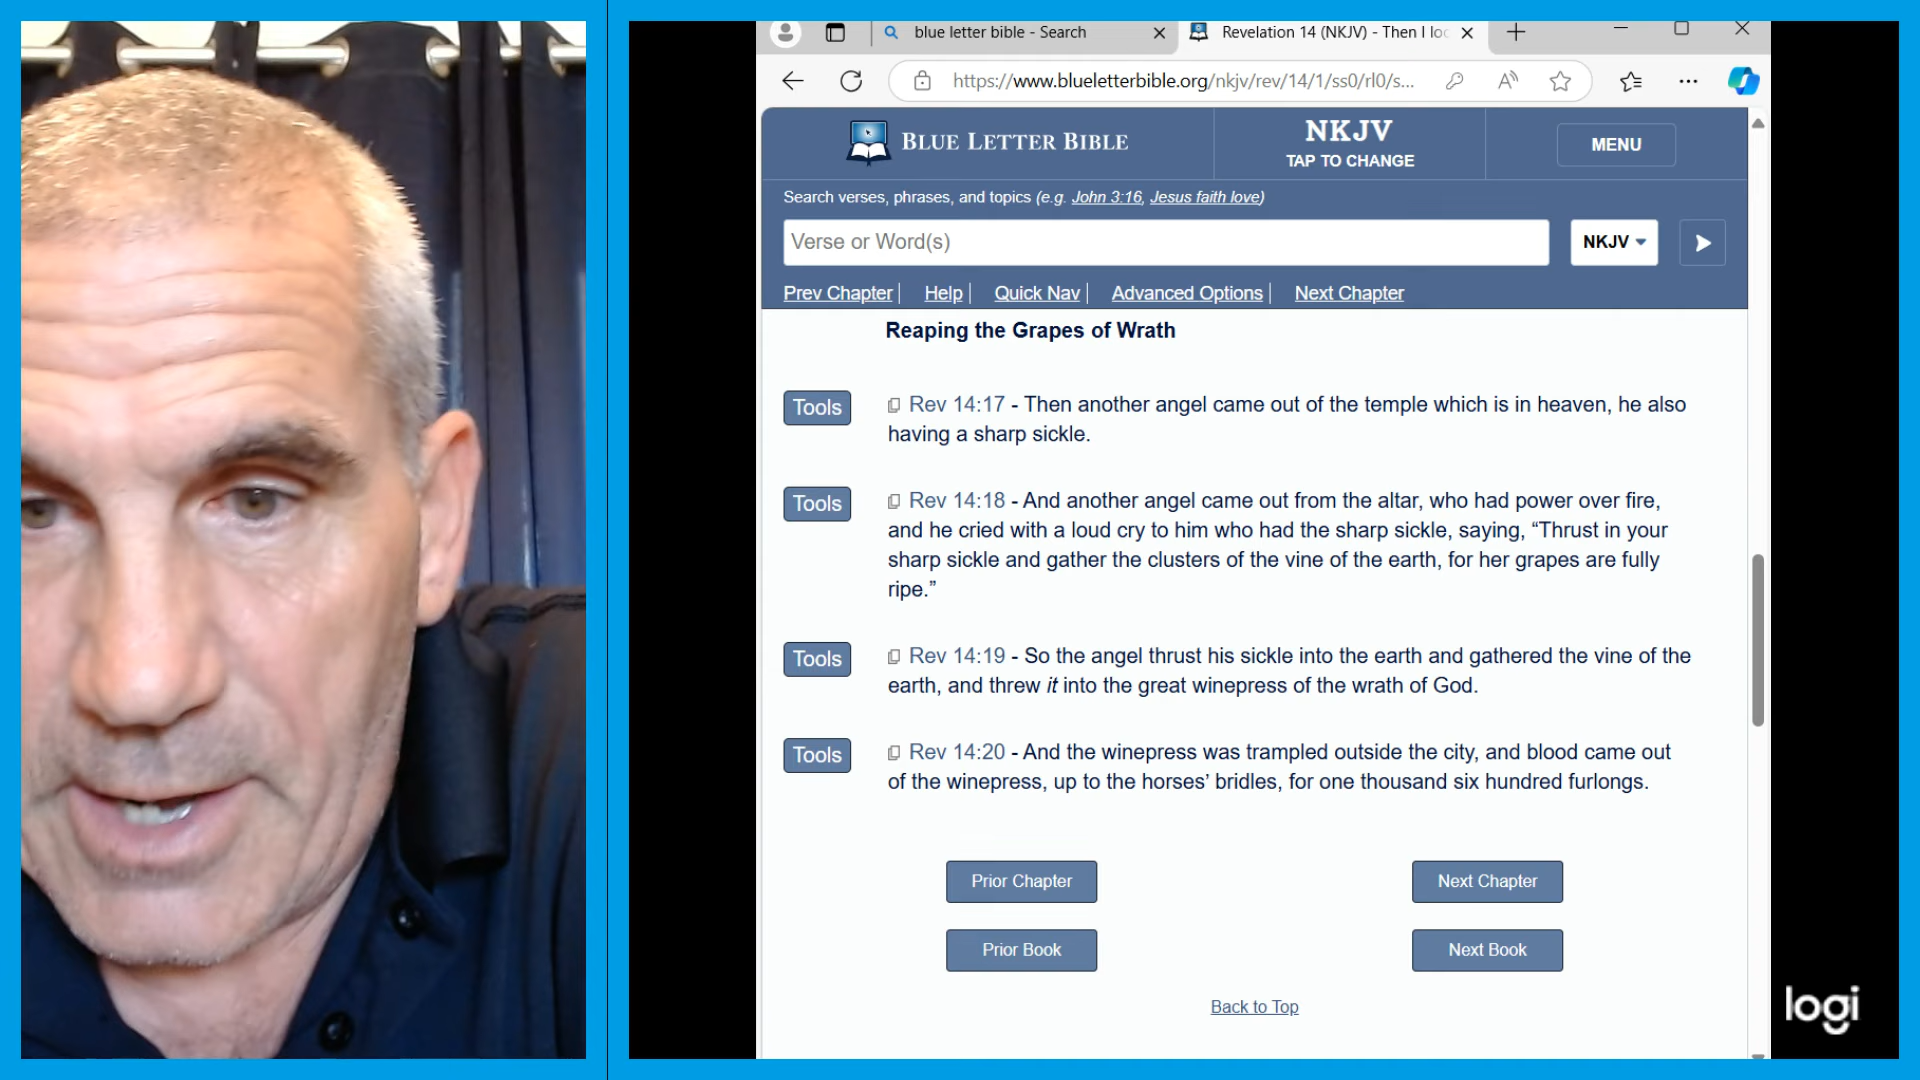 blue letter bible - Search
Revelation 14 (NKJV) - Then I loo
https://www.blueletterbible.org/nkjv/rev/14/1/ss0/rl0/s...
BLUE LETTER BIBLE
NKJV
TAP TO CHANGE
MENU
Search verses, phrases, and topics (e.g. John 3:16, Jesus faith love)
Verse or Word(s)
NKJV
Prev Chapter | Help | Quick Nav | Advanced Options | Next Chapter
Reaping the Grapes of Wrath
Tools
Rev 14:17 - Then another angel came out of the temple which is in heaven, he also
having a sharp sickle.
Tools
Rev 14:18 - And another angel came out from the altar, who had power over fire,
and he cried with a loud cry to him who had the sharp sickle, saying, “Thrust in your
sharp sickle and gather the clusters of the vine of the earth, for her grapes are fully
ripe.”
Tools
Rev 14:19 - So the angel thrust his sickle into the earth and gathered the vine of the
earth, and threw it into the great winepress of the wrath of God.
Tools
Rev 14:20 - And the winepress was trampled outside the city, and blood came out
of the winepress, up to the horses’ bridles, for one thousand six hundred furlongs.
Prior Chapter
Next Chapter
Prior Book
Next Book
Back to Top
logi